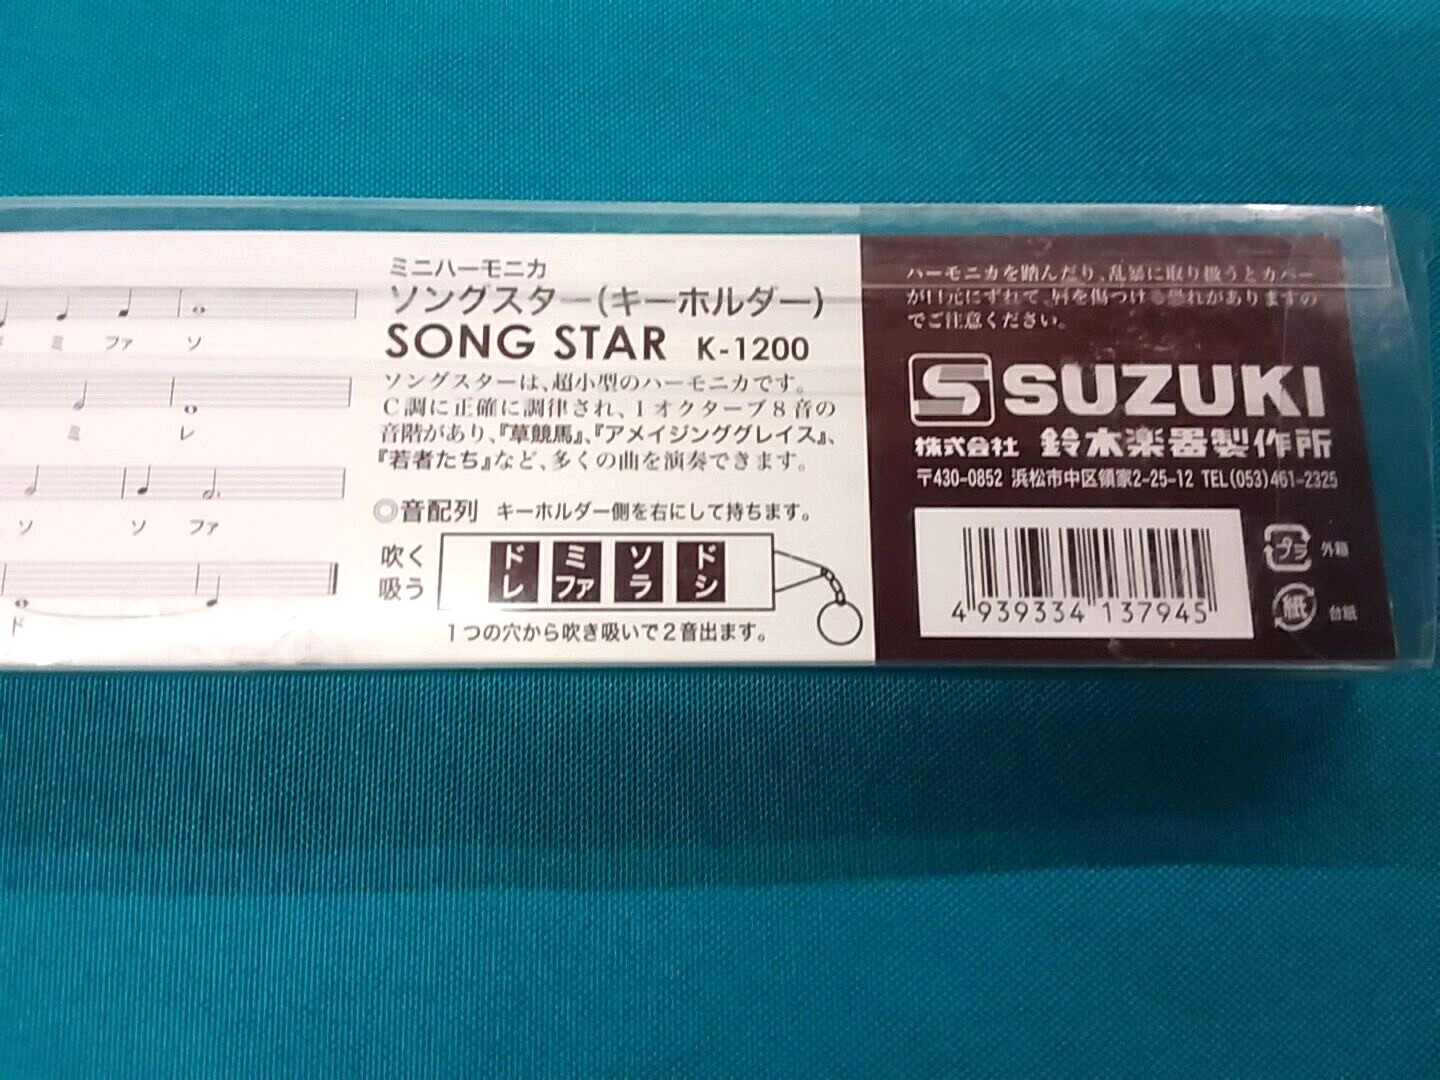 ミ ファ ソ
ミ レ
ソ ソ ファ
ド
ミニハーモニカ
ソングスター(キーホルダー)
SONG STAR K-1200
ソングスターは、超小型のハーモニカです。
C調に正確に調律され、1オクターブ8音の
音階があり、『草競馬』、『アメイジンググレイス』、
『若者たち』など、多くの曲を演奏できます。
◎音配列 キーホルダー側を右にして持ちます。
吹く ド ミ ソ ド
吸う レ ファ ラ シ
1つの穴から吹き吸いで2音出ます。
ハーモニカを踏んだり、乱暴に取り扱うとカバー
が口元にずれて、唇を傷つける恐れがありますの
でご注意ください。
SUZUKI
株式会社 鈴木楽器製作所
〒430-0852 浜松市中区領家2-25-12 TEL(053)461-2325
4 939334 137945
プラ 外箱
紙 台紙